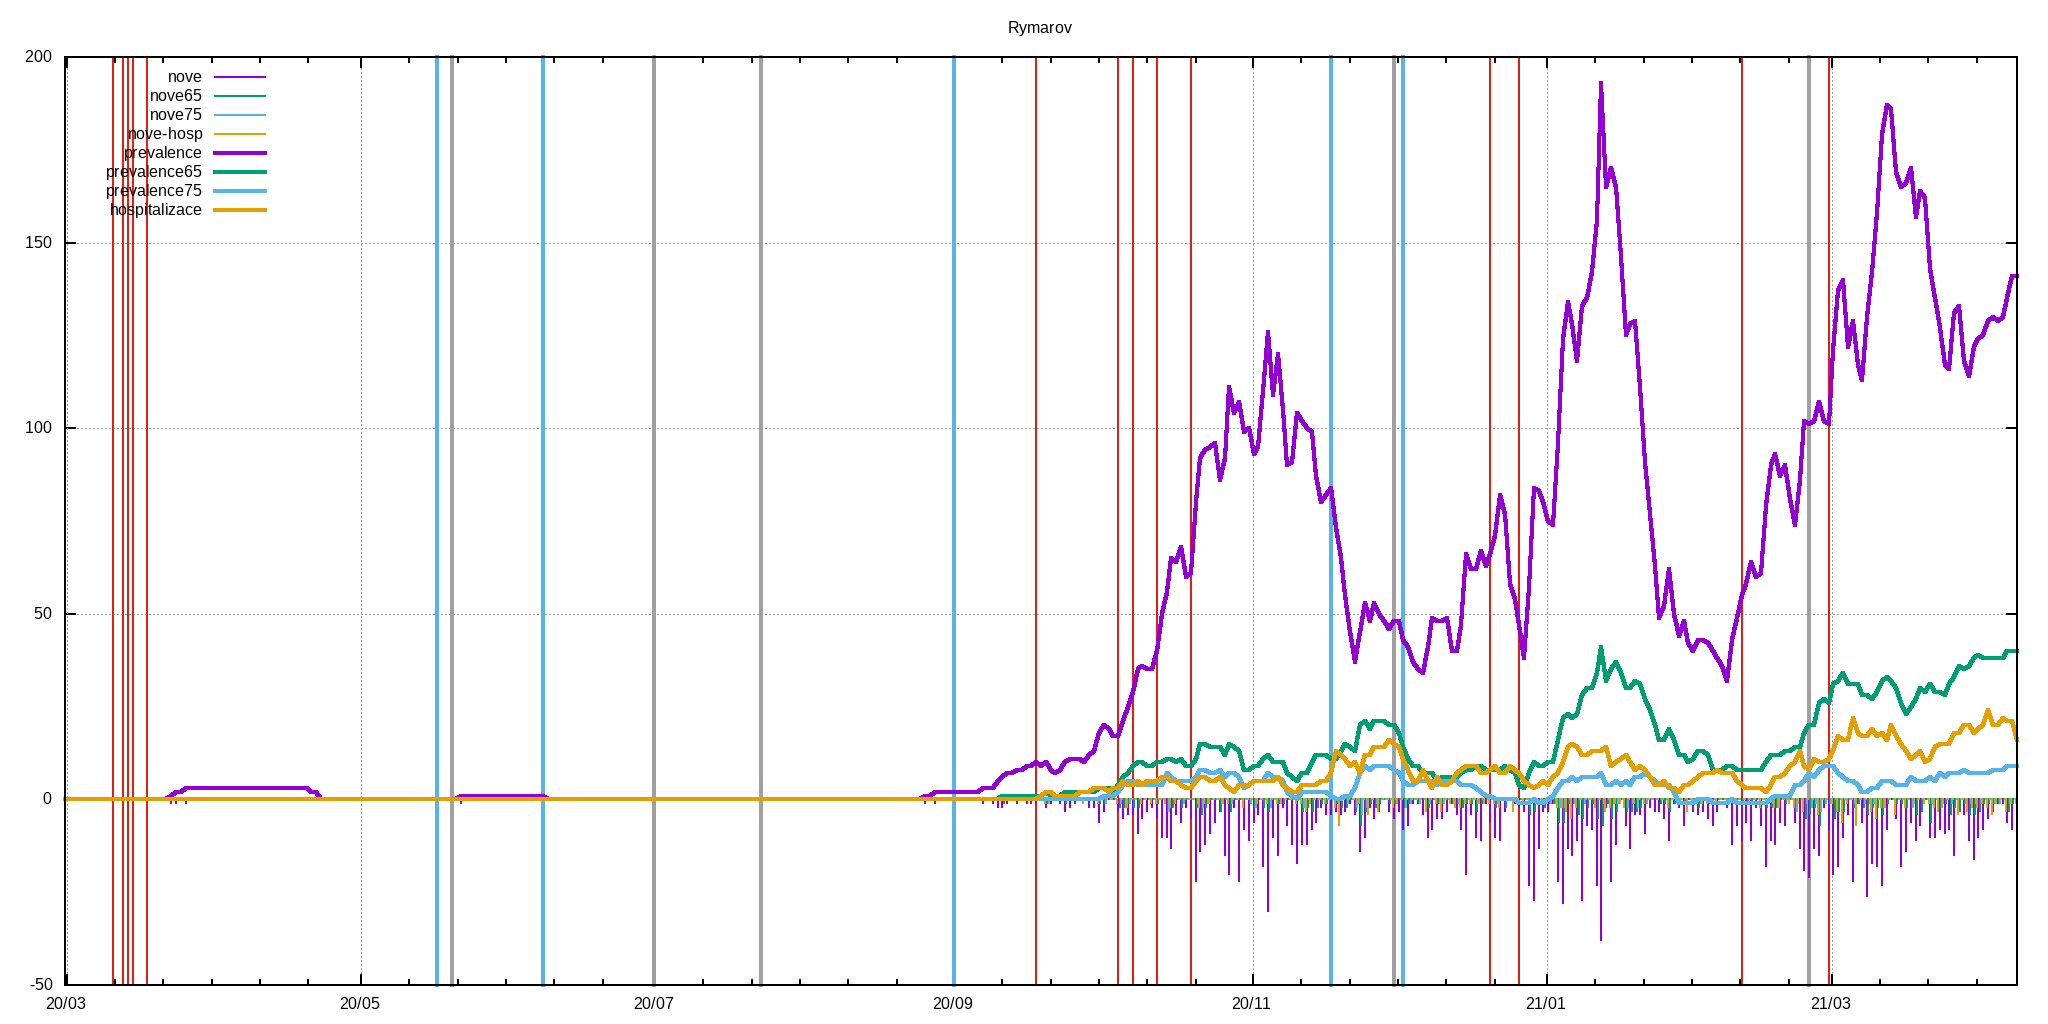 Rymarov
200
150
100
50
0
-50
nove
nove65
nove75
nove-hosp
prevalence
prevalence65
prevalence75
hospitalizace
20/03 20/05 20/07 20/09 20/11 21/01 21/03